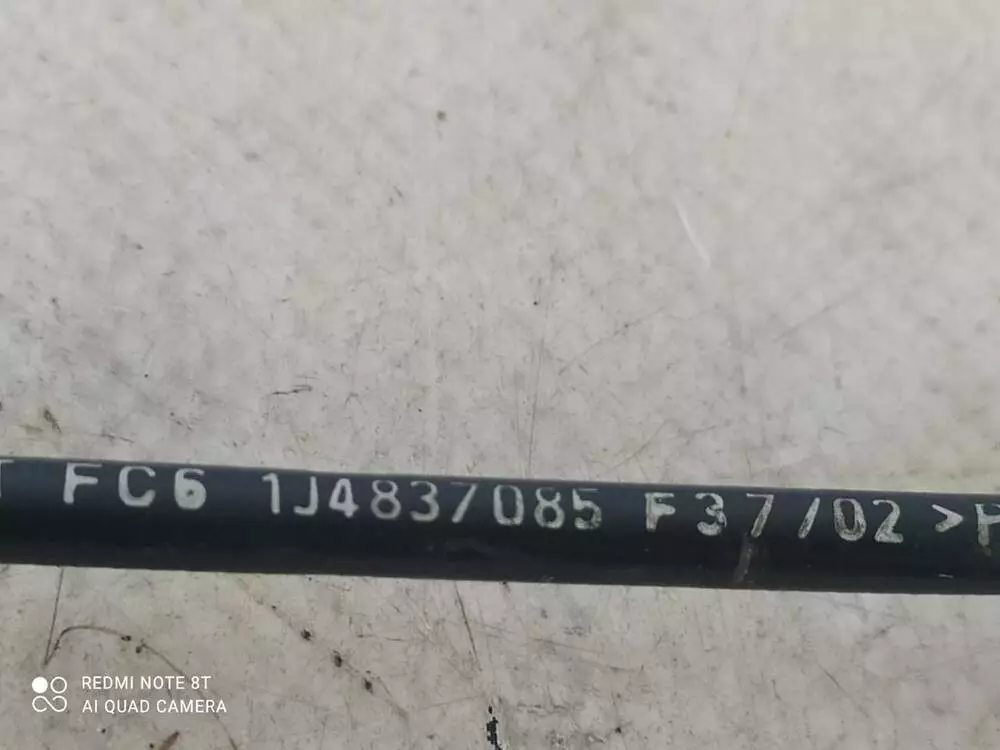 T FC6 1J4837085 F37/02 >P
REDMI NOTE 8T
AI QUAD CAMERA